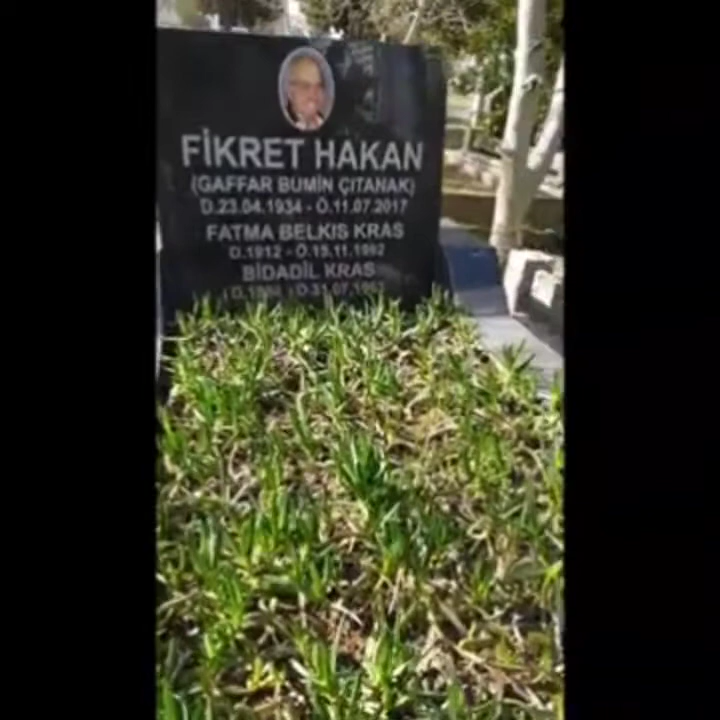 FİKRET HAKAN
(GAFFAR BUMİN ÇITANAK)
D.23.04.1934 - Ö.11.07.2017
FATMA BELKIS KRAS
D.1912 - Ö.15.11.1992
BİDADİL KRAS